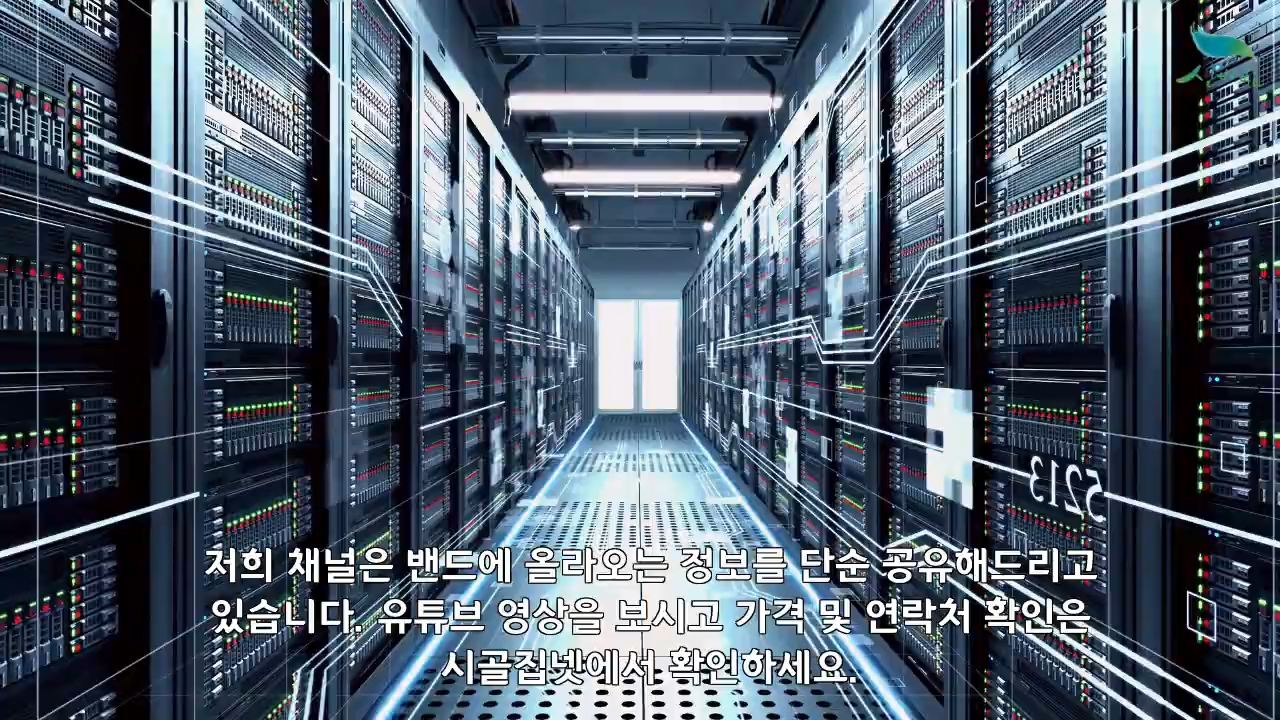 저희 채널은 밴드에 올라오는 정보를 단순 공유해드리고
있습니다. 유튜브 영상을 보시고 가격 및 연락처 확인은
시골집넷에서 확인하세요.
5213